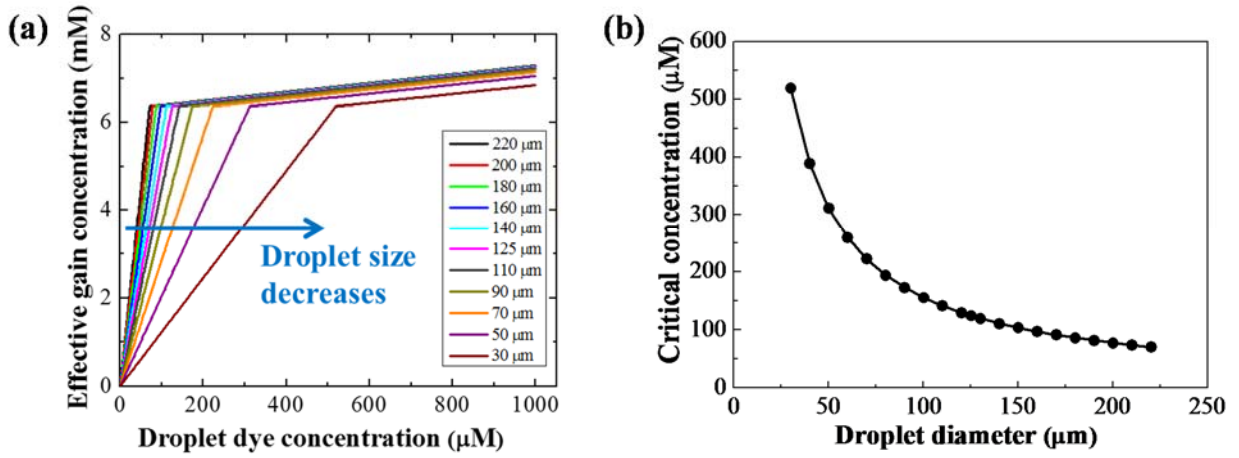 (a)
Effective gain concentration (mM)
8
6
4
2
0
Droplet size
decreases
220 μm
200 μm
180 μm
160 μm
140 μm
125 μm
110 μm
90 μm
70 μm
50 μm
30 μm
0 200 400 600 800 1000
Droplet dye concentration (μM)
(b)
Critical concentration (μM)
600
500
400
300
200
100
0
0 50 100 150 200 250
Droplet diameter (μm)